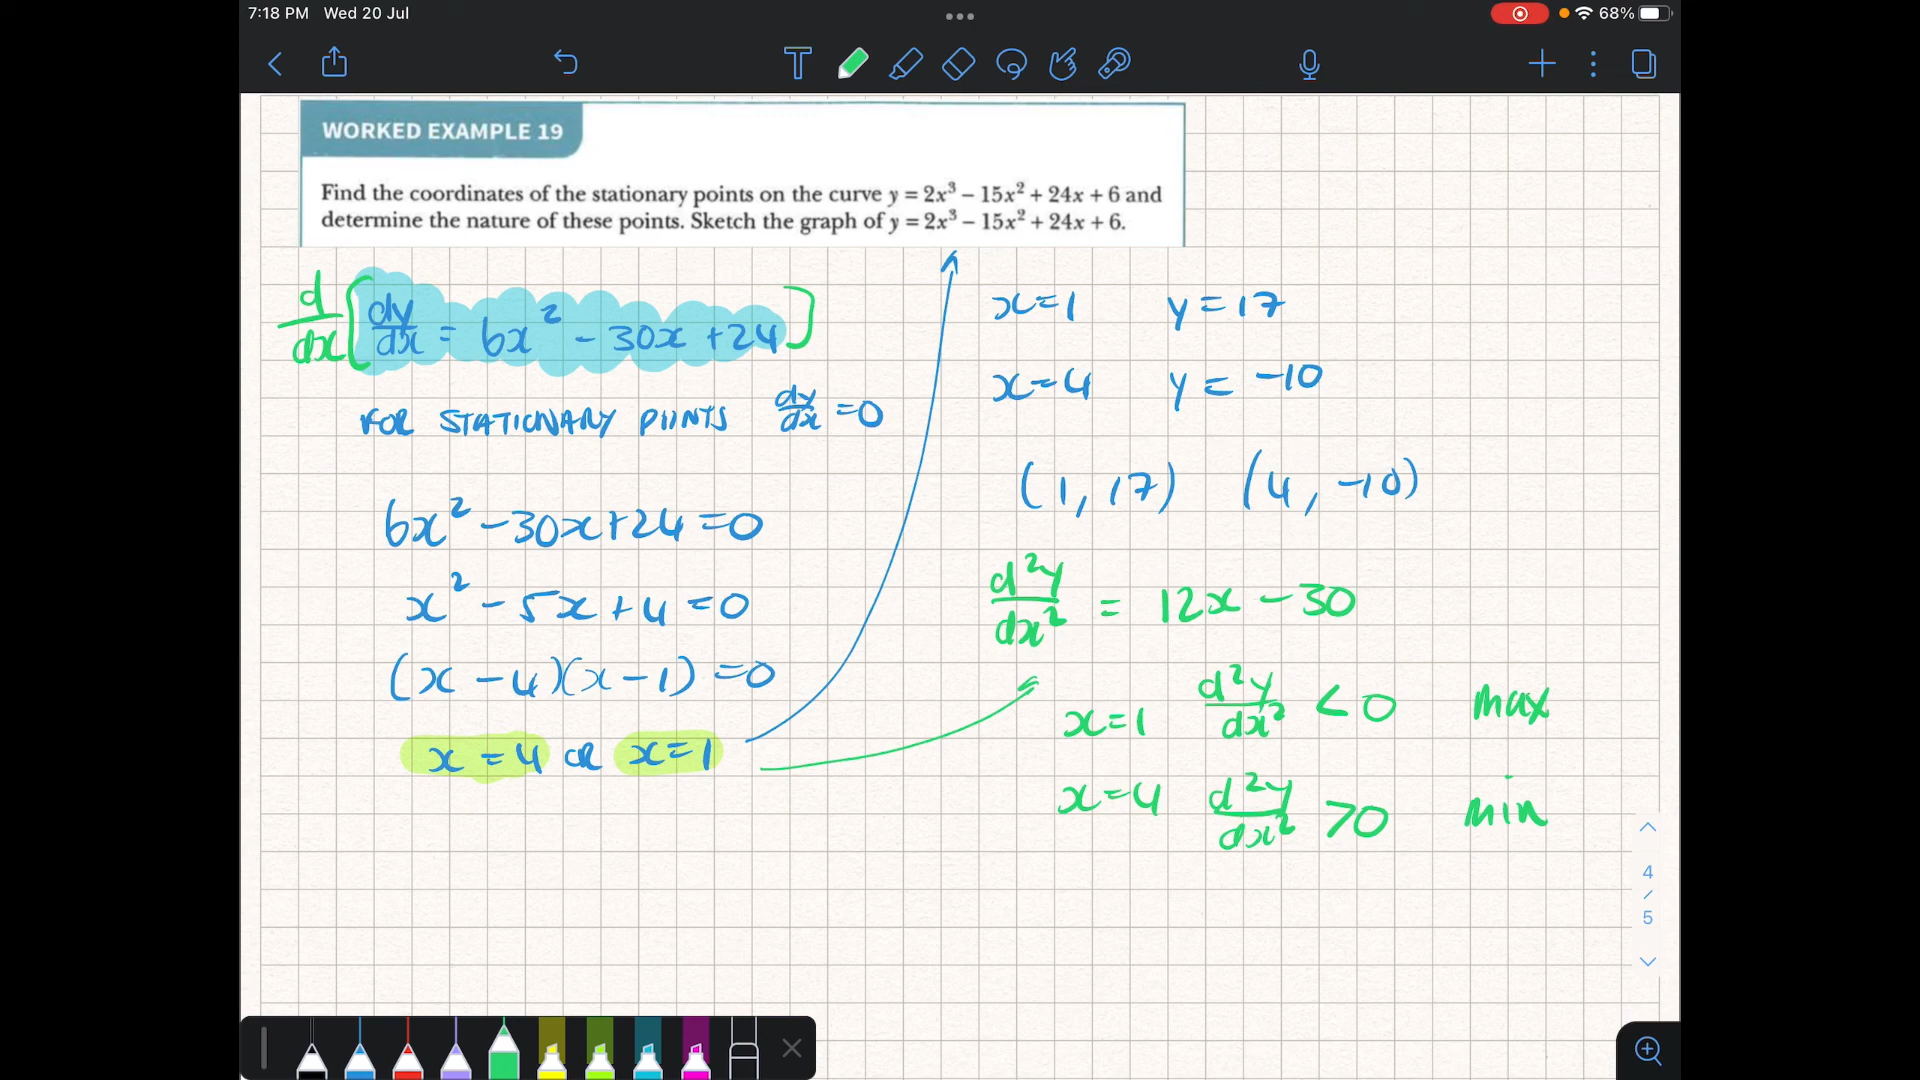 7:18 PM Wed 20 Jul
68%
WORKED EXAMPLE 19
Find the coordinates of the stationary points on the curve y = 2x³ − 15x² + 24x + 6 and
determine the nature of these points. Sketch the graph of y = 2x³ − 15x² + 24x + 6.
d/dx [dy/dx = 6x² − 30x + 24]
FOR STATIONARY POINTS dy/dx = 0
6x² − 30x + 24 = 0
x² − 5x + 4 = 0
(x − 4)(x − 1) = 0
x = 4 OR x = 1
x = 1 y = 17
x = 4 y = −10
(1, 17) (4, −10)
d²y/dx² = 12x − 30
x = 1 d²y/dx² < 0 max
x = 4 d²y/dx² > 0 min
4
/
5